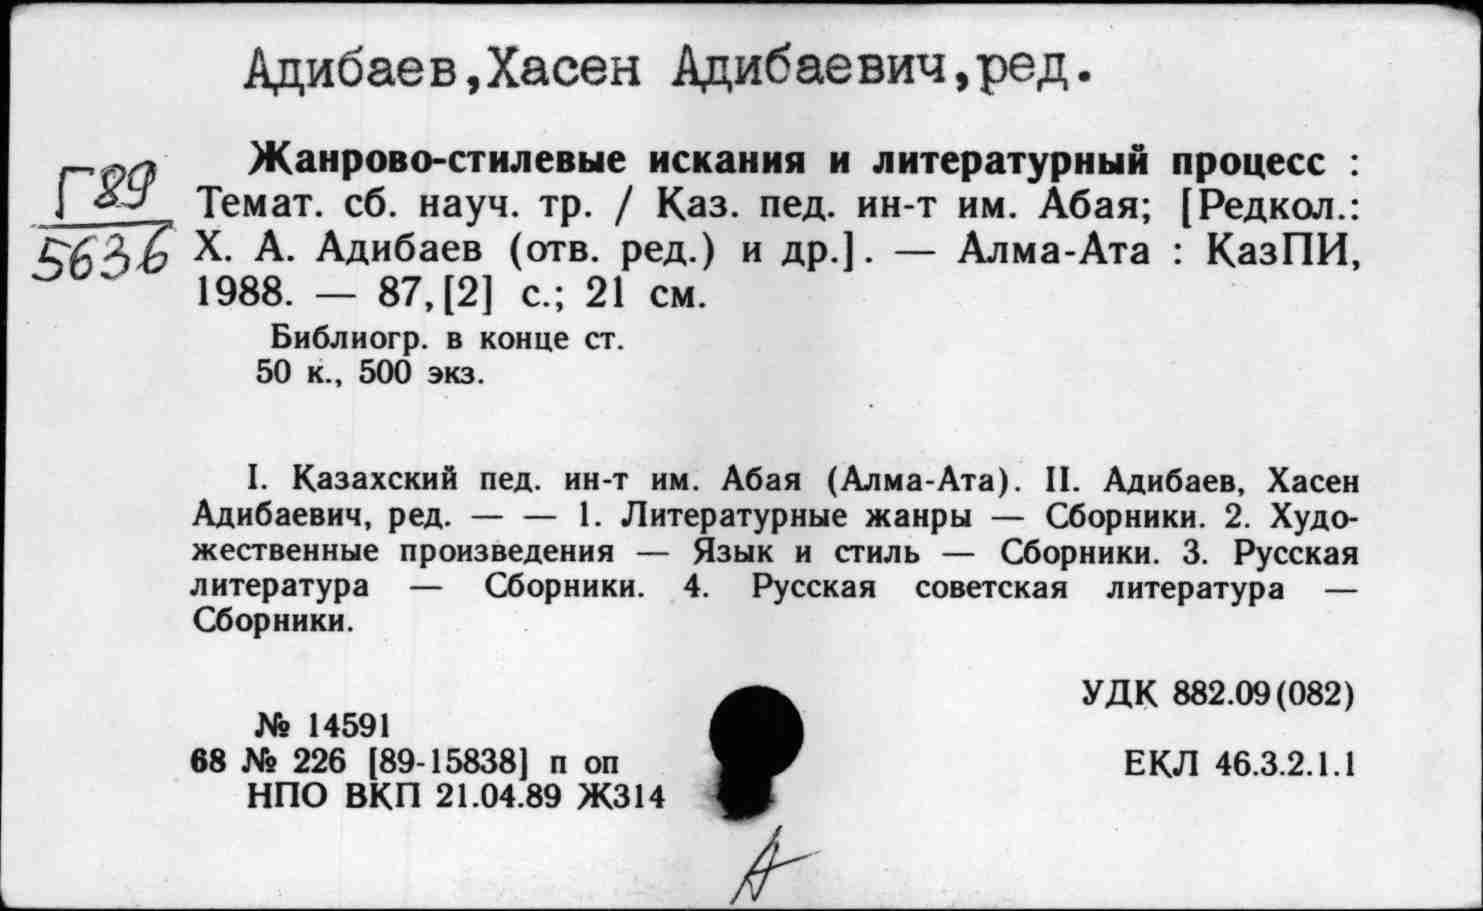 Адибаев,Хасен Адибаевич,ред.
Г89
5636
Жанрово-стилевые искания и литературный процесс :
Темат. сб. науч. тр. / Каз. пед. ин-т им. Абая; [Редкол.:
Х. А. Адибаев (отв. ред.) и др.]. — Алма-Ата : КазПИ,
1988. — 87,[2] с.; 21 см.
Библиогр. в конце ст.
50 к., 500 экз.
I. Казахский пед. ин-т им. Абая (Алма-Ата). II. Адибаев, Хасен
Адибаевич, ред. — — 1. Литературные жанры — Сборники. 2. Худо-
жественные произведения — Язык и стиль — Сборники. 3. Русская
литература — Сборники. 4. Русская советская литература —
Сборники.
УДК 882.09(082)
№ 14591
68 № 226 [89-15838] п оп
ЕКЛ 46.3.2.1.1
НПО ВКП 21.04.89 Ж314
А